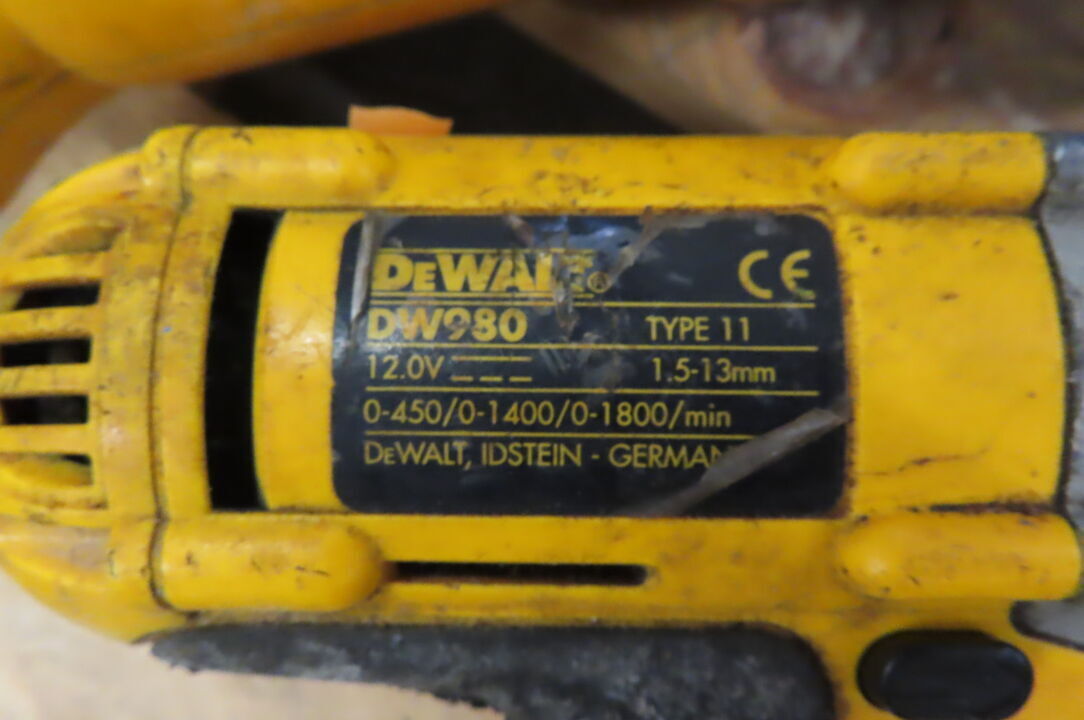 DEWALT® CE
DW980 TYPE 11
12.0V 1.5-13mm
0-450/0-1400/0-1800/min
DEWALT, IDSTEIN - GERMANY